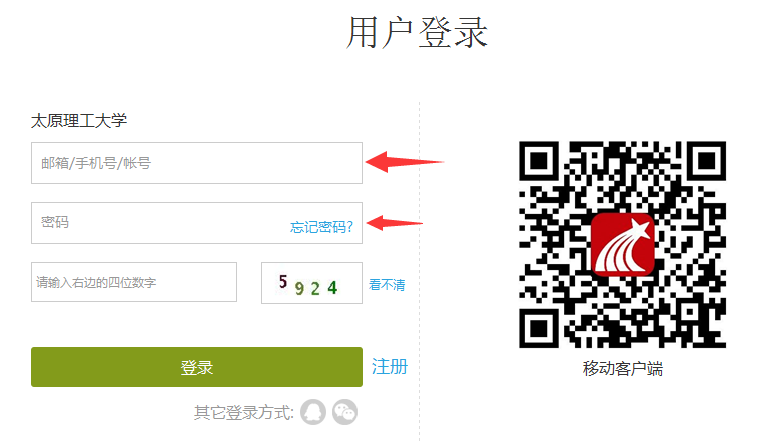 用户登录
太原理工大学
邮箱/手机号/帐号
密码
忘记密码?
请输入右边的四位数字
5924
看不清
登录
注册
其它登录方式:
移动客户端